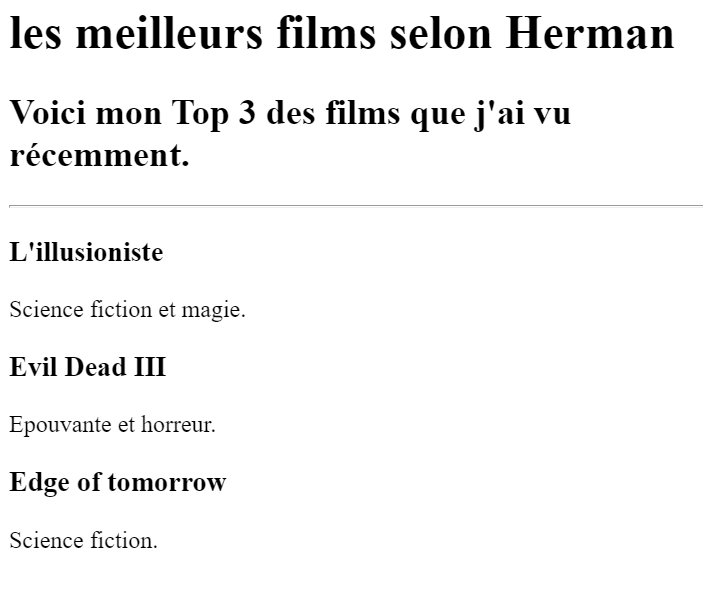 les meilleurs films selon Herman
Voici mon Top 3 des films que j'ai vu
récemment.
L'illusioniste
Science fiction et magie.
Evil Dead III
Epouvante et horreur.
Edge of tomorrow
Science fiction.